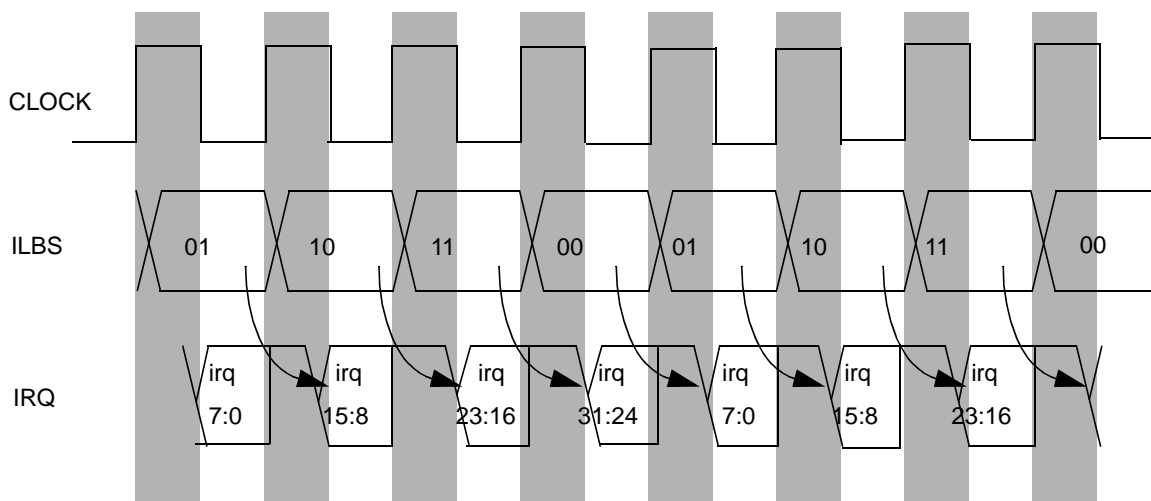 CLOCK
ILBS
01 10 11 00 01 10 11 00
IRQ
irq irq irq irq irq irq irq
7:0 15:8 23:16 31:24 7:0 15:8 23:16